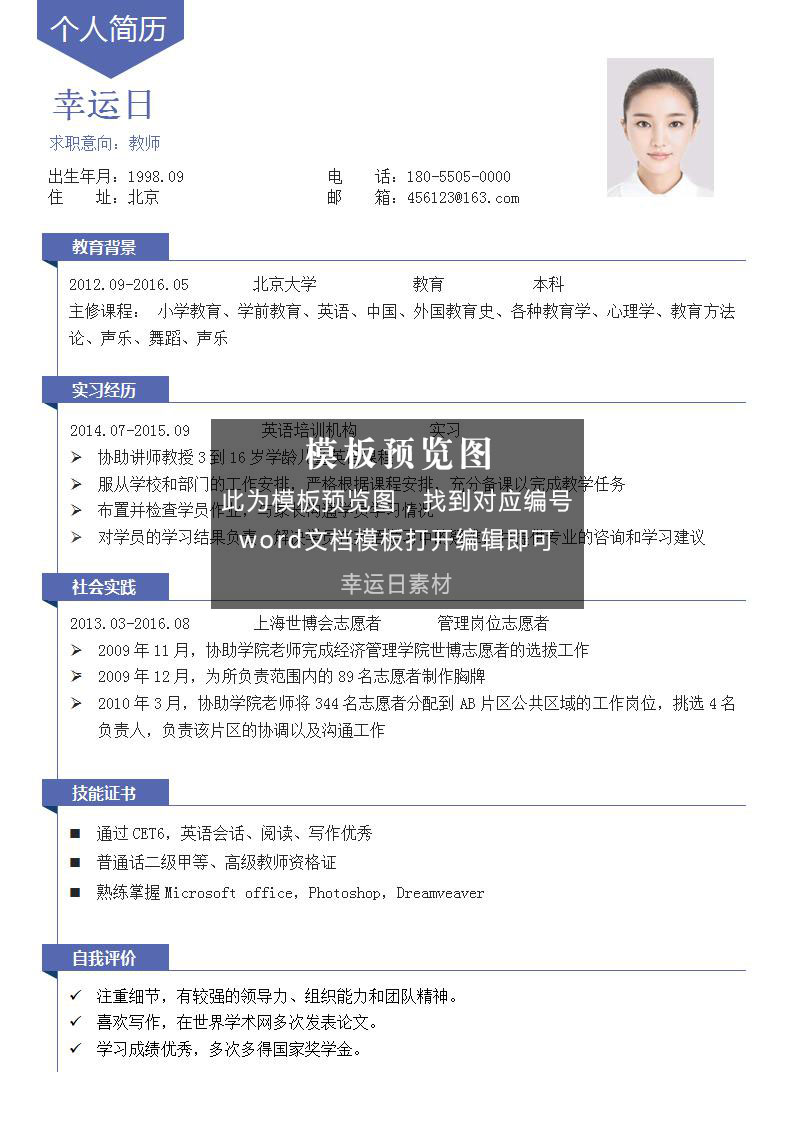 个人简历
幸运日
求职意向：教师
出生年月：1998.09 电 话：180-5505-0000
住 址：北京 邮 箱：456123@163.com
教育背景
2012.09-2016.05 北京大学 教育 本科
主修课程： 小学教育、学前教育、英语、中国、外国教育史、各种教育学、心理学、教育方法
论、声乐、舞蹈、声乐
实习经历
2014.07-2015.09 英语培训机构 实习
模板预览图
协助讲师教授 3 到 16 岁学龄
服从学校和部门的工作安排，严格根据课程安排，充分备课以完成教学任务
此为模板预览图，找到对应编号
布置并检查学员作业，与家长沟通学员学习情况
对学员的学习结果负责，解 专业的咨询和学习建议
word文档模板打开编辑即可
幸运日素材
社会实践
2013.03-2016.08 上海世博会志愿者 管理岗位志愿者
2009 年 11 月，协助学院老师完成经济管理学院世博志愿者的选拔工作
2009 年 12 月，为所负责范围内的 89 名志愿者制作胸牌
2010 年 3 月，协助学院老师将 344 名志愿者分配到 AB 片区公共区域的工作岗位，挑选 4 名
负责人，负责该片区的协调以及沟通工作
技能证书
通过 CET6，英语会话、阅读、写作优秀
普通话二级甲等、高级教师资格证
熟练掌握 Microsoft office，Photoshop，Dreamveaver
自我评价
注重细节，有较强的领导力、组织能力和团队精神。
喜欢写作，在世界学术网多次发表论文。
学习成绩优秀，多次多得国家奖学金。